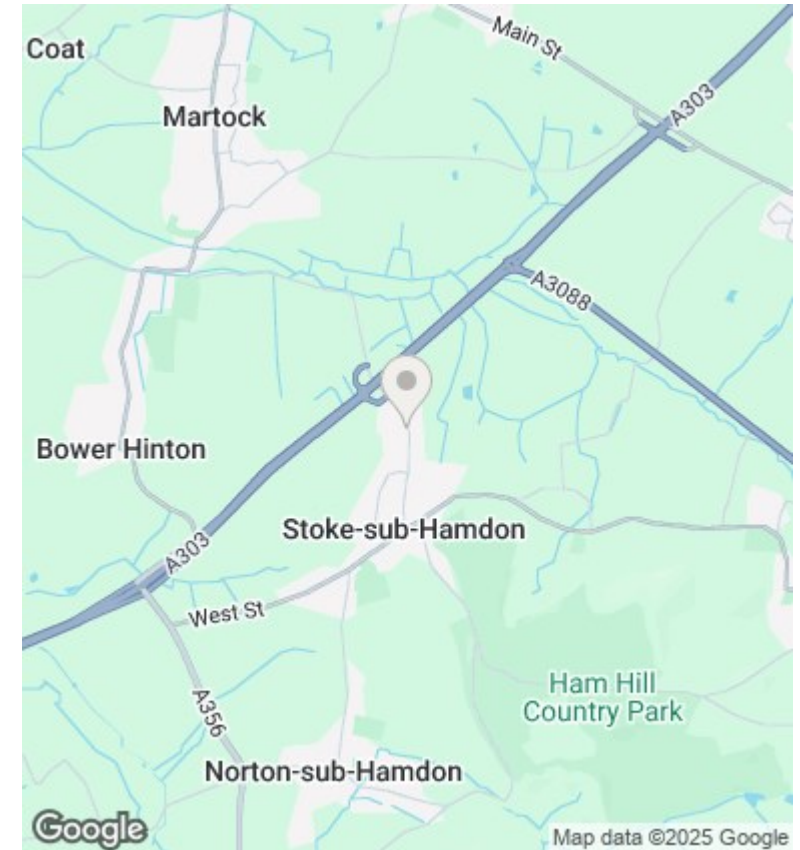 Coat
Main St
Martock
A303
A3088
Bower Hinton
Stoke-sub-Hamdon
A303
West St
Ham Hill
Country Park
A356
Norton-sub-Hamdon
Google
Map data ©2025 Google